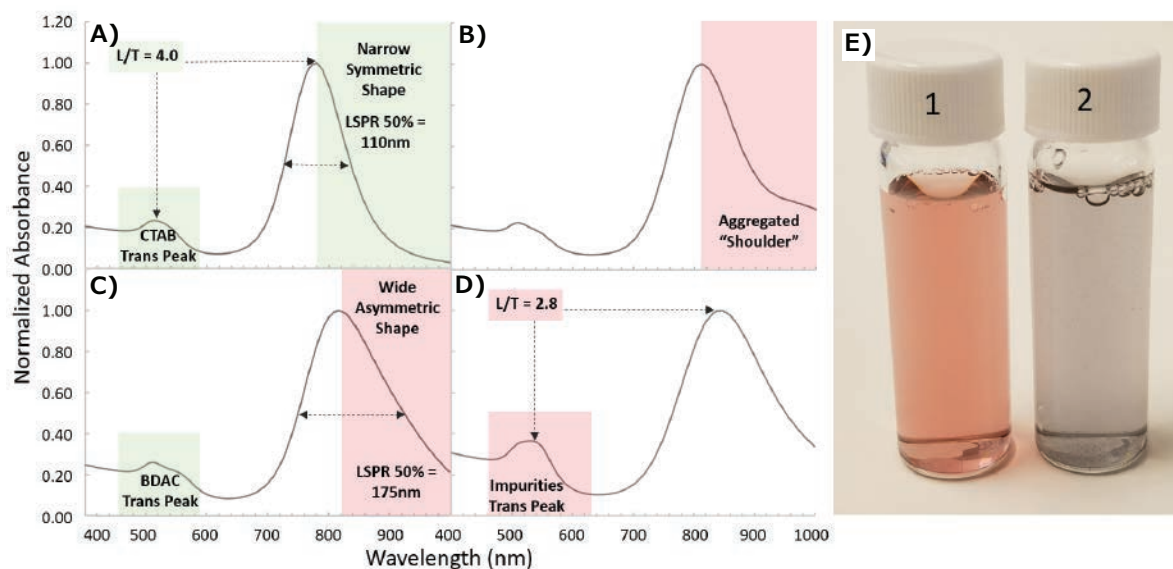 A)
L/T = 4.0
Narrow
Symmetric
Shape
LSPR 50% =
110nm
CTAB
Trans Peak
B)
Aggregated
“Shoulder”
C)
Wide
Asymmetric
Shape
LSPR 50% =
175nm
BDAC
Trans Peak
D)
L/T = 2.8
Impurities
Trans Peak
Normalized Absorbance
1.20
1.00
0.80
0.60
0.40
0.20
0.00
1.00
0.80
0.60
0.40
0.20
0.00
400 500 600 700 800 900 400 500 600 700 800 900 1000
Wavelength (nm)
E)
1
2